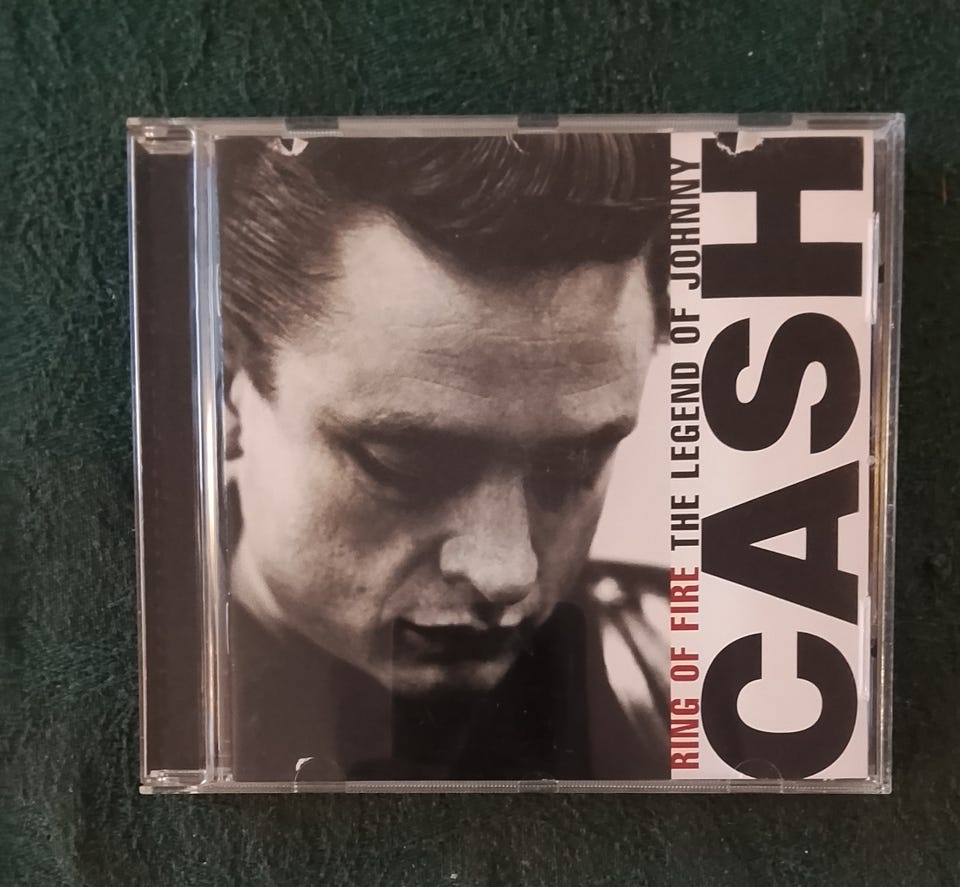 RING OF FIRE THE LEGEND OF JOHNNY
CASH